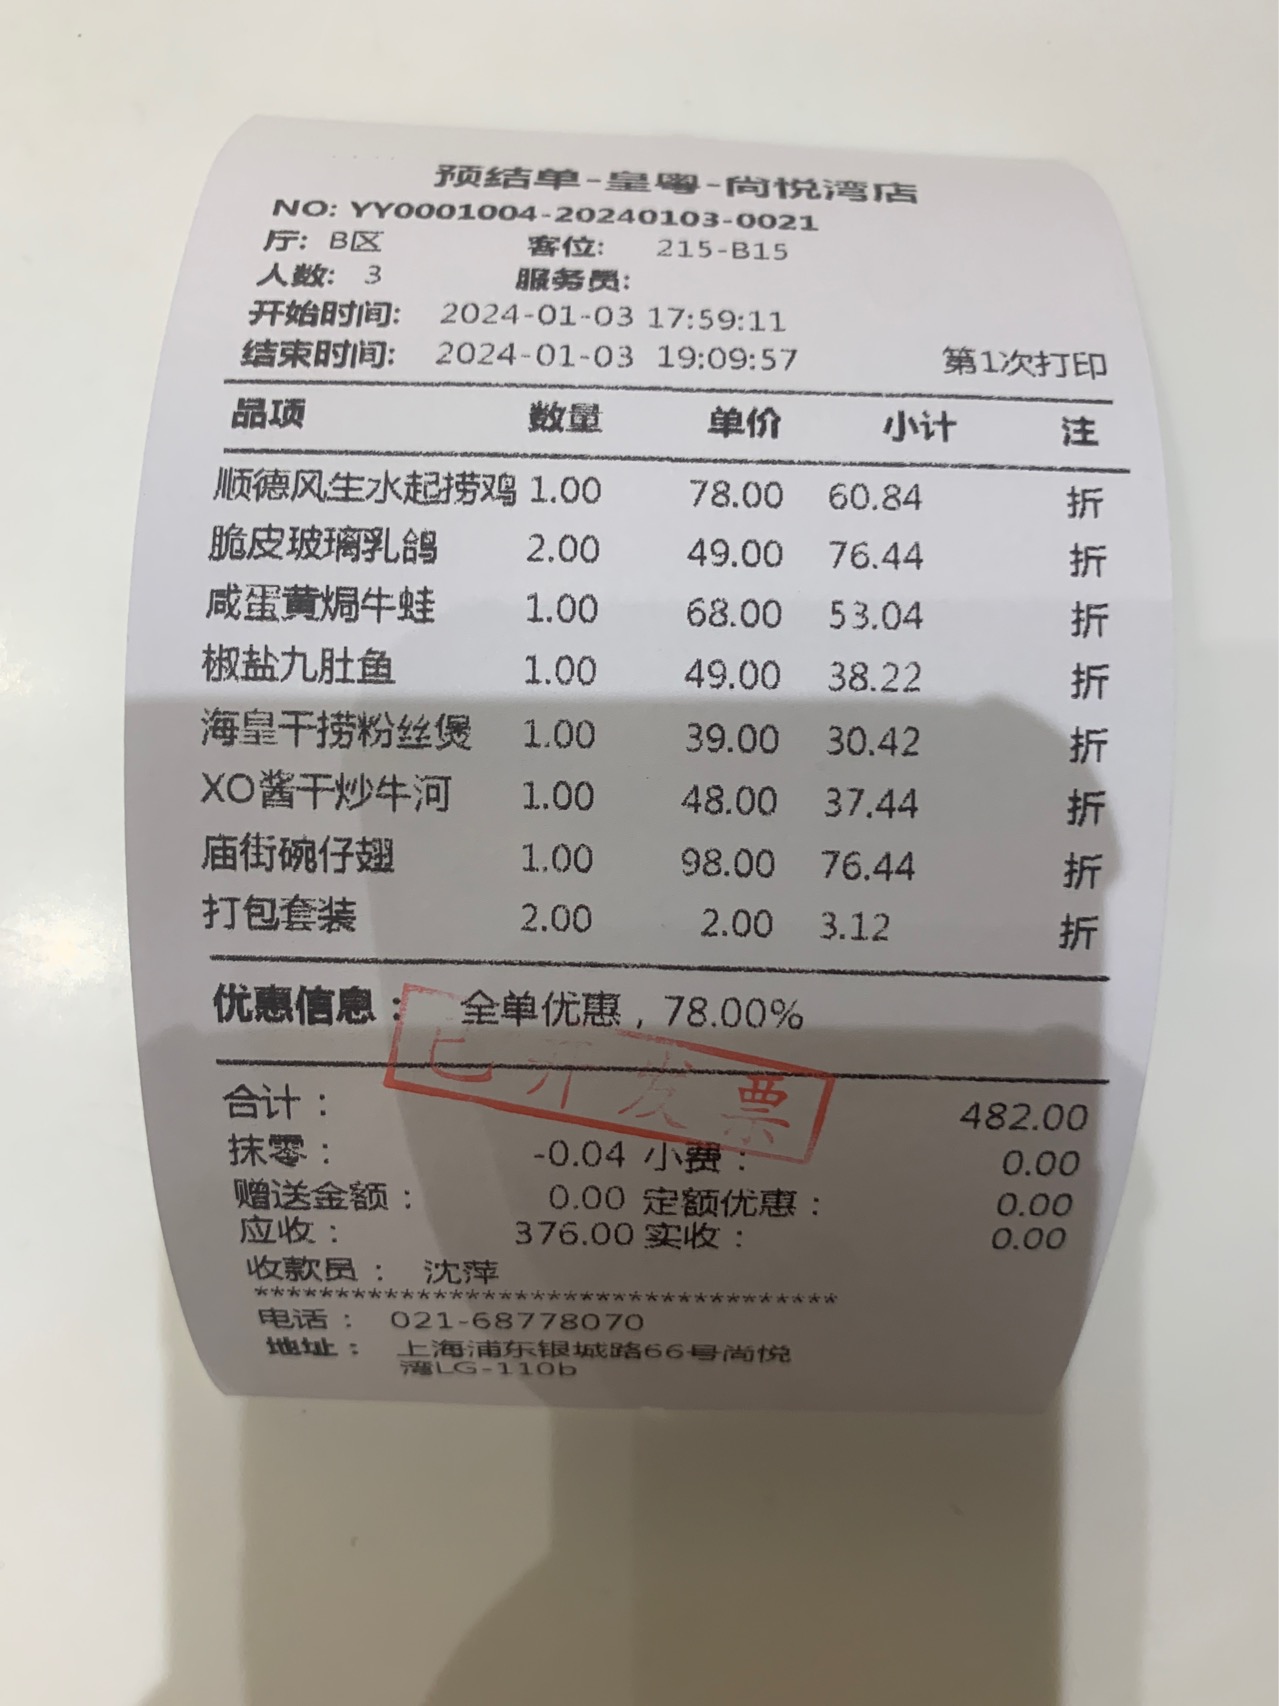 预结单-皇粤-尚悦湾店
NO: YY0001004-20240103-0021
厅: B区 客位: 215-B15
人数: 3 服务员:
开始时间: 2024-01-03 17:59:11
结束时间: 2024-01-03 19:09:57 第1次打印
品项 数量 单价 小计 注
顺德风生水起捞鸡 1.00 78.00 60.84 折
脆皮玻璃乳鸽 2.00 49.00 76.44 折
咸蛋黄焗牛蛙 1.00 68.00 53.04 折
椒盐九肚鱼 1.00 49.00 38.22 折
海皇干捞粉丝煲 1.00 39.00 30.42 折
XO酱干炒牛河 1.00 48.00 37.44 折
庙街碗仔翅 1.00 98.00 76.44 折
打包套装 2.00 2.00 3.12 折
优惠信息: 全单优惠,78.00%
已开发票
合计: 482.00
抹零: -0.04 小费: 0.00
赠送金额: 0.00 定额优惠: 0.00
应收: 376.00 实收: 0.00
收款员: 沈萍
************************************
电话: 021-68778070
地址: 上海浦东银城路66号尚悦
湾LG-110b